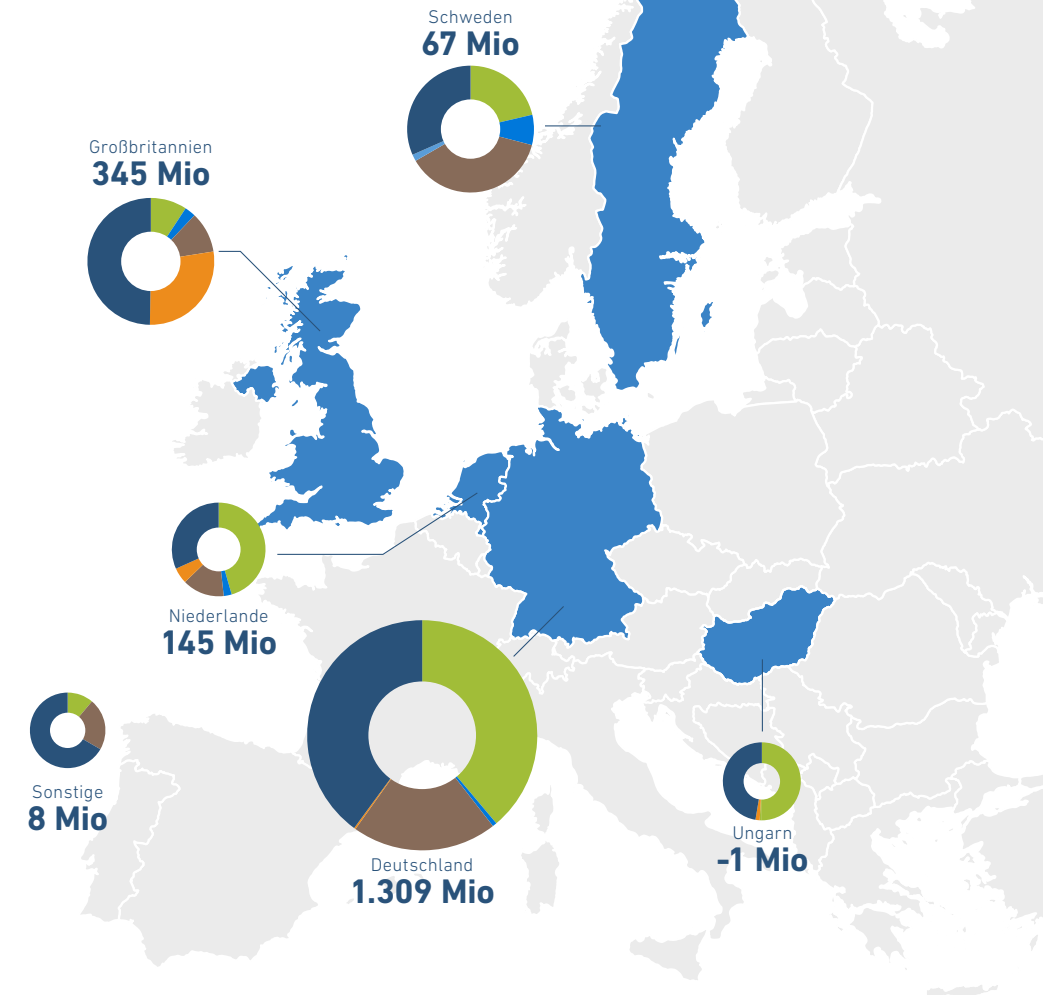 Schweden
67 Mio
Großbritannien
345 Mio
Niederlande
145 Mio
Sonstige
8 Mio
Deutschland
1.309 Mio
Ungarn
-1 Mio